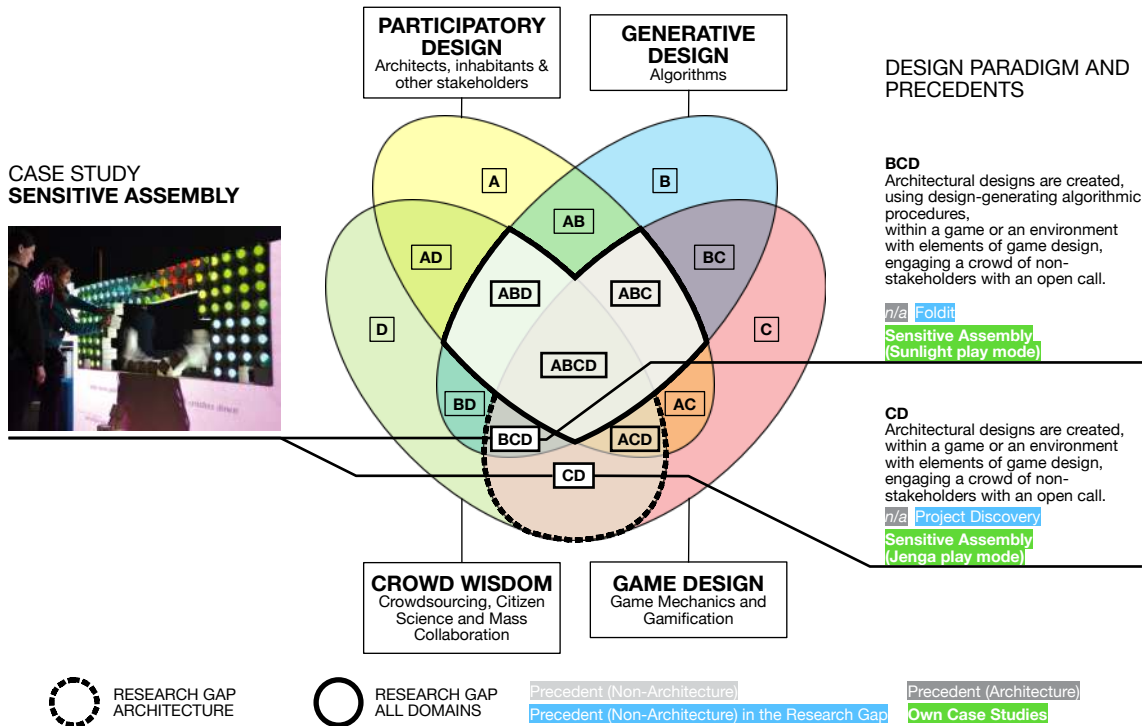 PARTICIPATORY
DESIGN
Architects, inhabitants &
other stakeholders
GENERATIVE
DESIGN
Algorithms
DESIGN PARADIGM AND
PRECEDENTS
CASE STUDY
SENSITIVE ASSEMBLY
A
B
AB
AD
BC
ABD
ABC
D
C
ABCD
BD
AC
BCD
ACD
CD
BCD
Architectural designs are created,
using design-generating algorithmic
procedures,
within a game or an environment
with elements of game design,
engaging a crowd of non-
stakeholders with an open call.
n/a Foldit
Sensitive Assembly
(Sunlight play mode)
CD
Architectural designs are created,
within a game or an environment
with elements of game design,
engaging a crowd of non-
stakeholders with an open call.
n/a Project Discovery
Sensitive Assembly
(Jenga play mode)
CROWD WISDOM
Crowdsourcing, Citizen
Science and Mass
Collaboration
GAME DESIGN
Game Mechanics and
Gamification
RESEARCH GAP
ARCHITECTURE
RESEARCH GAP
ALL DOMAINS
Precedent (Non-Architecture)
Precedent (Non-Architecture) in the Research Gap
Precedent (Architecture)
Own Case Studies